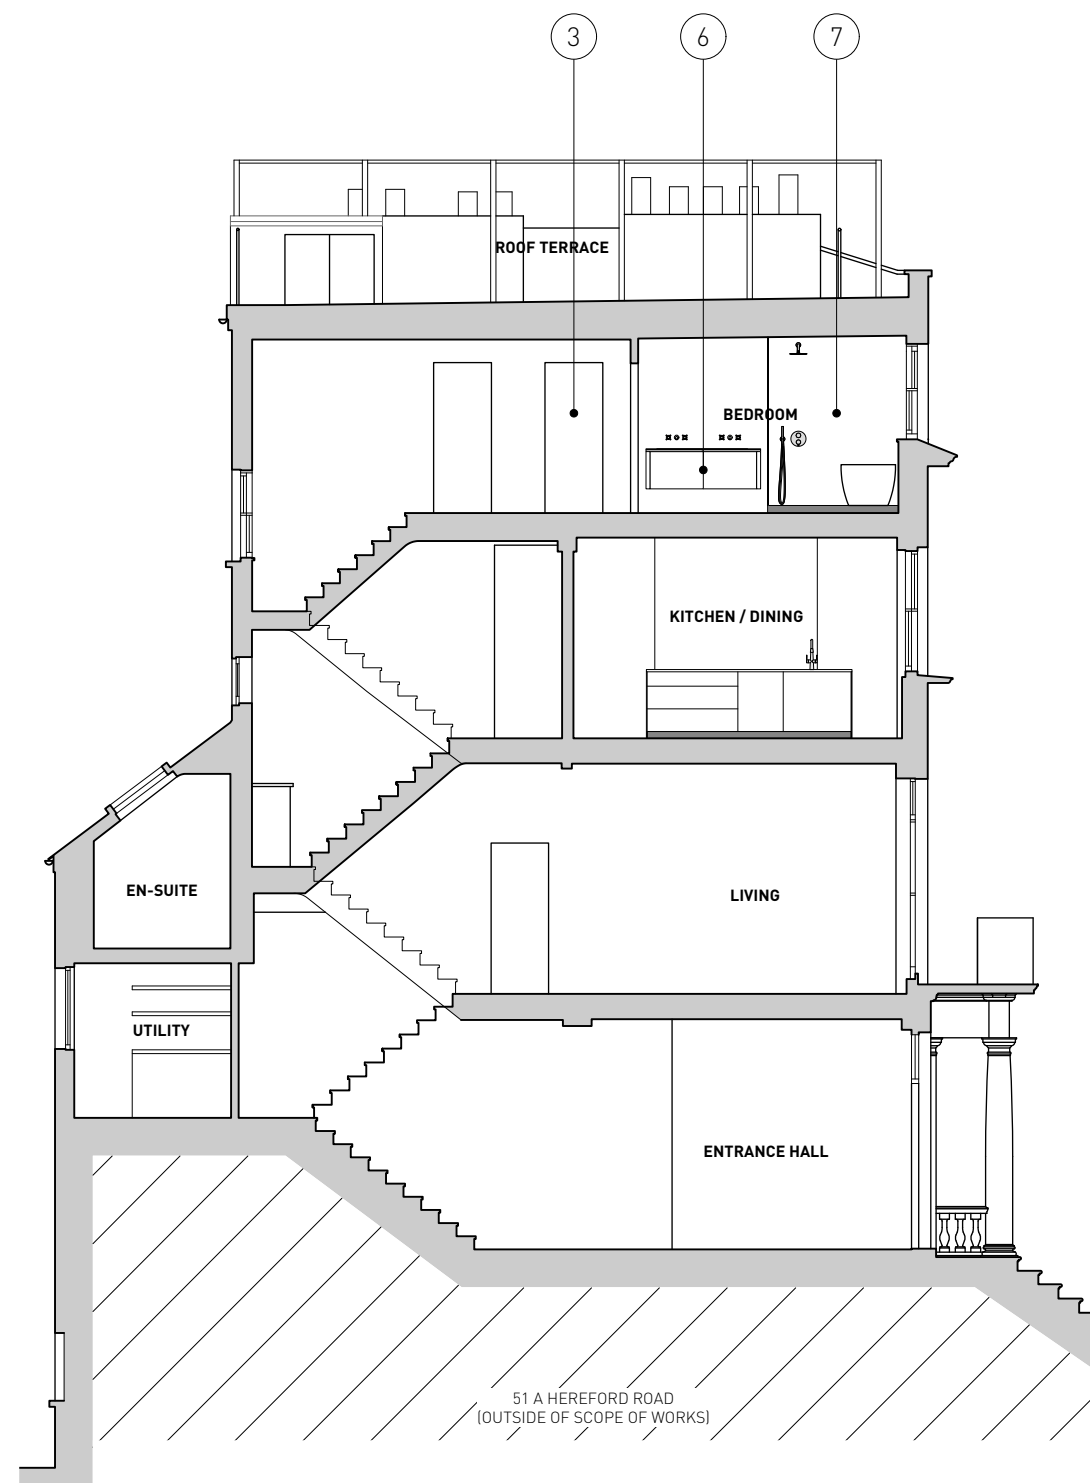 3
6
7
ROOF TERRACE
BEDROOM
KITCHEN / DINING
EN-SUITE
LIVING
UTILITY
ENTRANCE HALL
51 A HEREFORD ROAD
(OUTSIDE OF SCOPE OF WORKS)